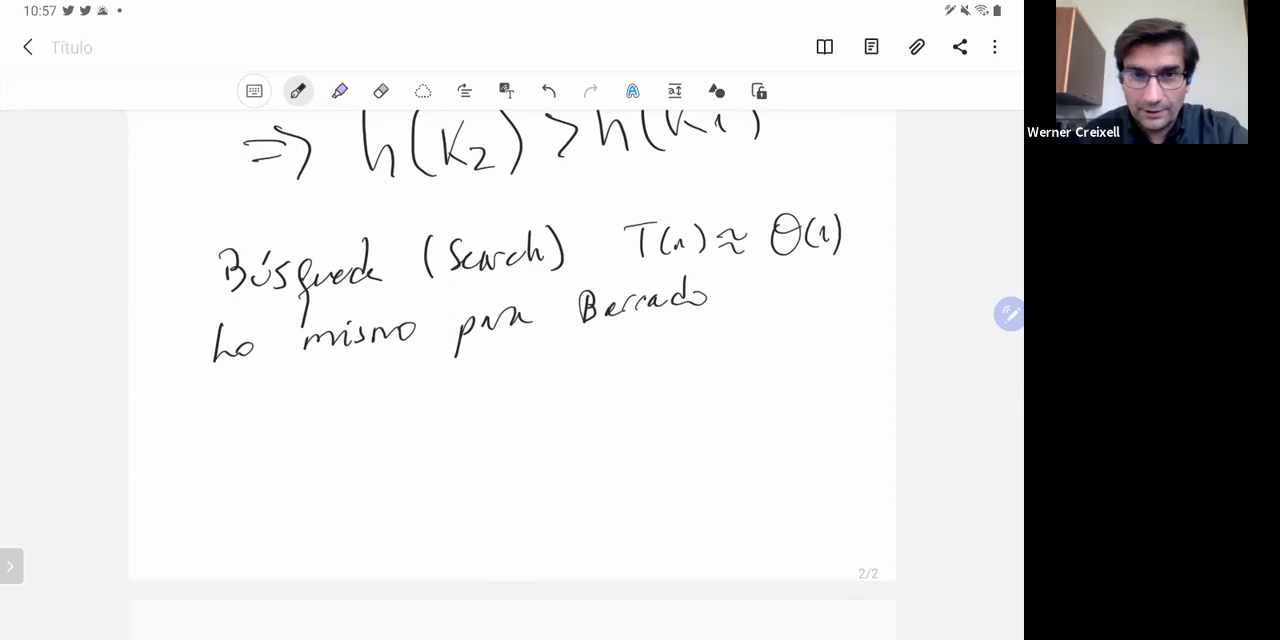 10:57
Título
=> h(K2) > h(K1)
Búsqueda (Search) T(n) ≈ Θ(1)
Lo mismo para Borrado
2/2
Werner Creixell